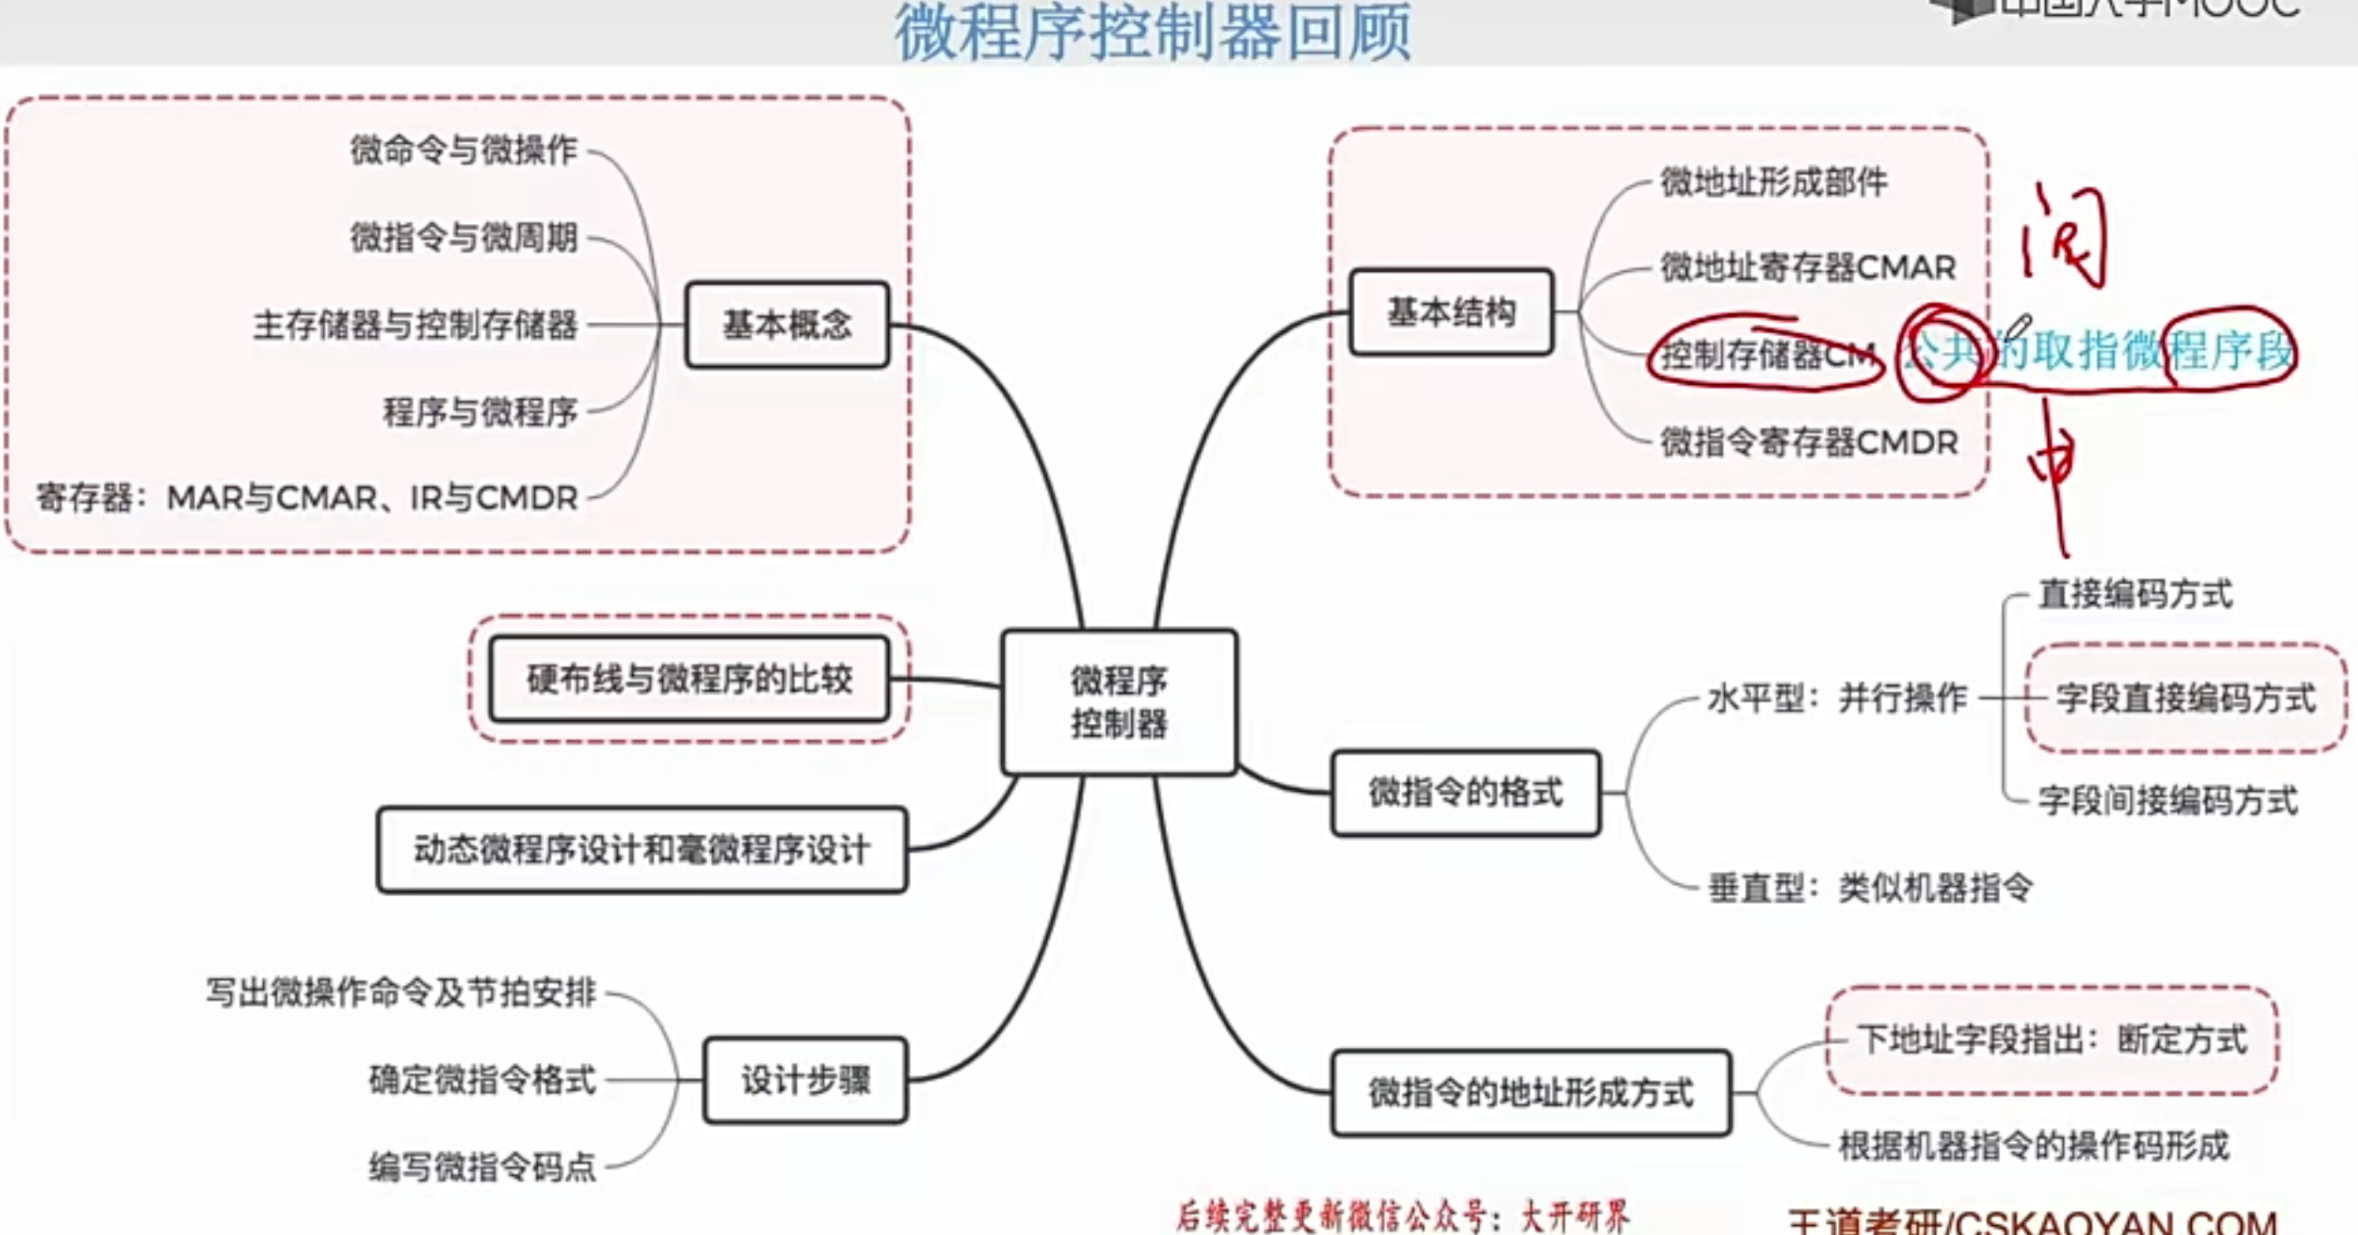 微程序控制器回顾
中国大学MOOC
微命令与微操作
微指令与微周期
主存储器与控制存储器
程序与微程序
寄存器：MAR与CMAR、IR与CMDR
基本概念
硬布线与微程序的比较
动态微程序设计和毫微程序设计
写出微操作命令及节拍安排
确定微指令格式
编写微指令码点
设计步骤
微程序
控制器
基本结构
微地址形成部件
微地址寄存器CMAR
控制存储器CM 公共的取指微程序段
微指令寄存器CMDR
间
中
微指令的格式
水平型：并行操作
直接编码方式
字段直接编码方式
字段间接编码方式
垂直型：类似机器指令
微指令的地址形成方式
下地址字段指出：断定方式
根据机器指令的操作码形成
后续完整更新微信公众号：大开研界
王道考研/CSKAOYAN.COM